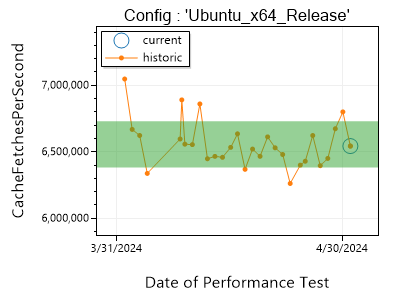 Config : 'Ubuntu_x64_Release'
current
historic
CacheFetchesPerSecond
7,000,000
6,500,000
6,000,000
3/31/2024
4/30/2024
Date of Performance Test